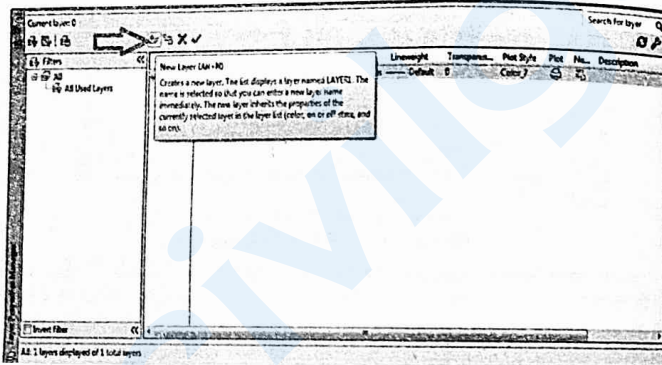 Current layer: 0
Search for layer
Filters
All
All Used Layers
New Layer (Alt+N)
Creates a new layer. The list displays a layer named LAYER1. The
name is selected so that you can enter a new layer name
immediately. The new layer inherits the properties of the
currently selected layer in the layer list (color, on or off state, and
so on).
Lineweight Transparen... Plot Style Plot Ne... Description
Default 0 Color_7
Invert filter
All: 1 layers displayed of 1 total layers